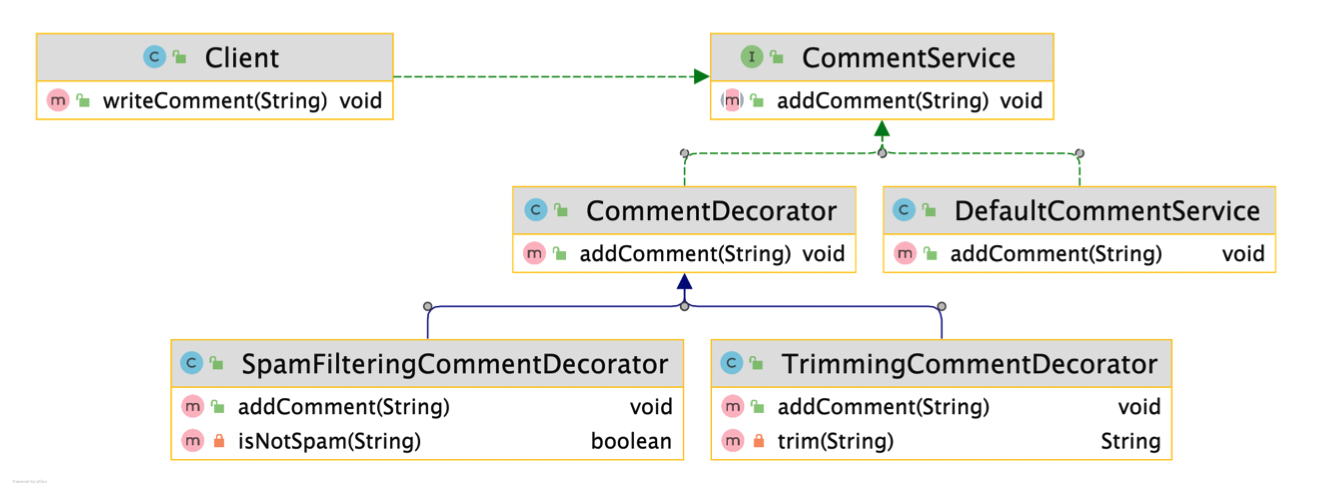 C Client
m writeComment(String) void
I CommentService
(m) addComment(String) void
C CommentDecorator
m addComment(String) void
C DefaultCommentService
m addComment(String) void
C SpamFilteringCommentDecorator
m addComment(String) void
m isNotSpam(String) boolean
C TrimmingCommentDecorator
m addComment(String) void
m trim(String) String
Powered by yFiles